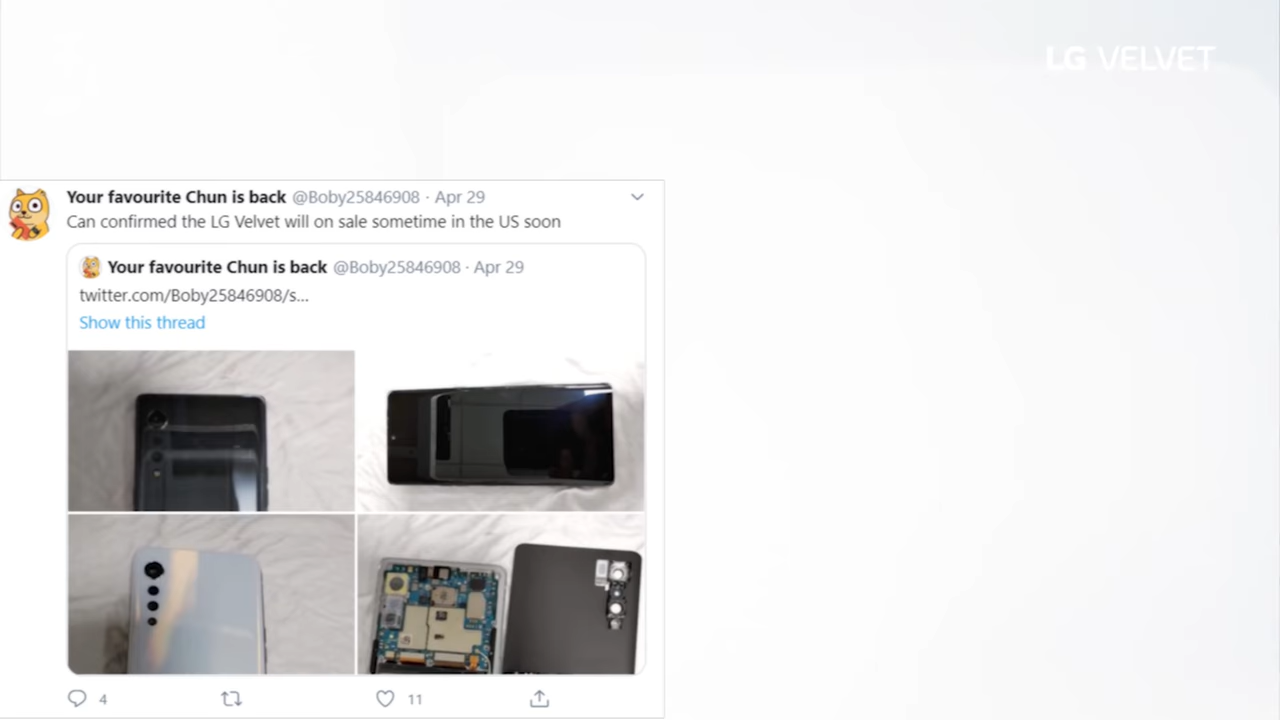 LG VELVET
Your favourite Chun is back @Boby25846908 · Apr 29
Can confirmed the LG Velvet will on sale sometime in the US soon
Your favourite Chun is back @Boby25846908 · Apr 29
twitter.com/Boby25846908/s...
Show this thread
4 11